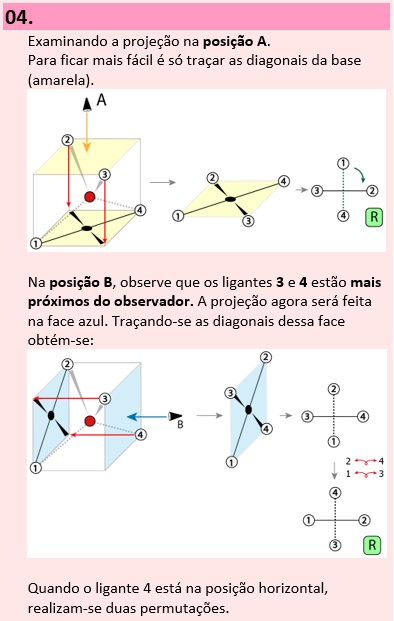 04.
Examinando a projeção na posição A.
Para ficar mais fácil é só traçar as diagonais da base
(amarela).
A
2
3
4
1
2
4
1
3
1
3
2
4
R
Na posição B, observe que os ligantes 3 e 4 estão mais
próximos do observador. A projeção agora será feita
na face azul. Traçando-se as diagonais dessa face
obtém-se:
2
3
4
1
B
2
3
4
1
2
3
4
1
2 4
1 3
4
1
2
3
R
Quando o ligante 4 está na posição horizontal,
realizam-se duas permutações.